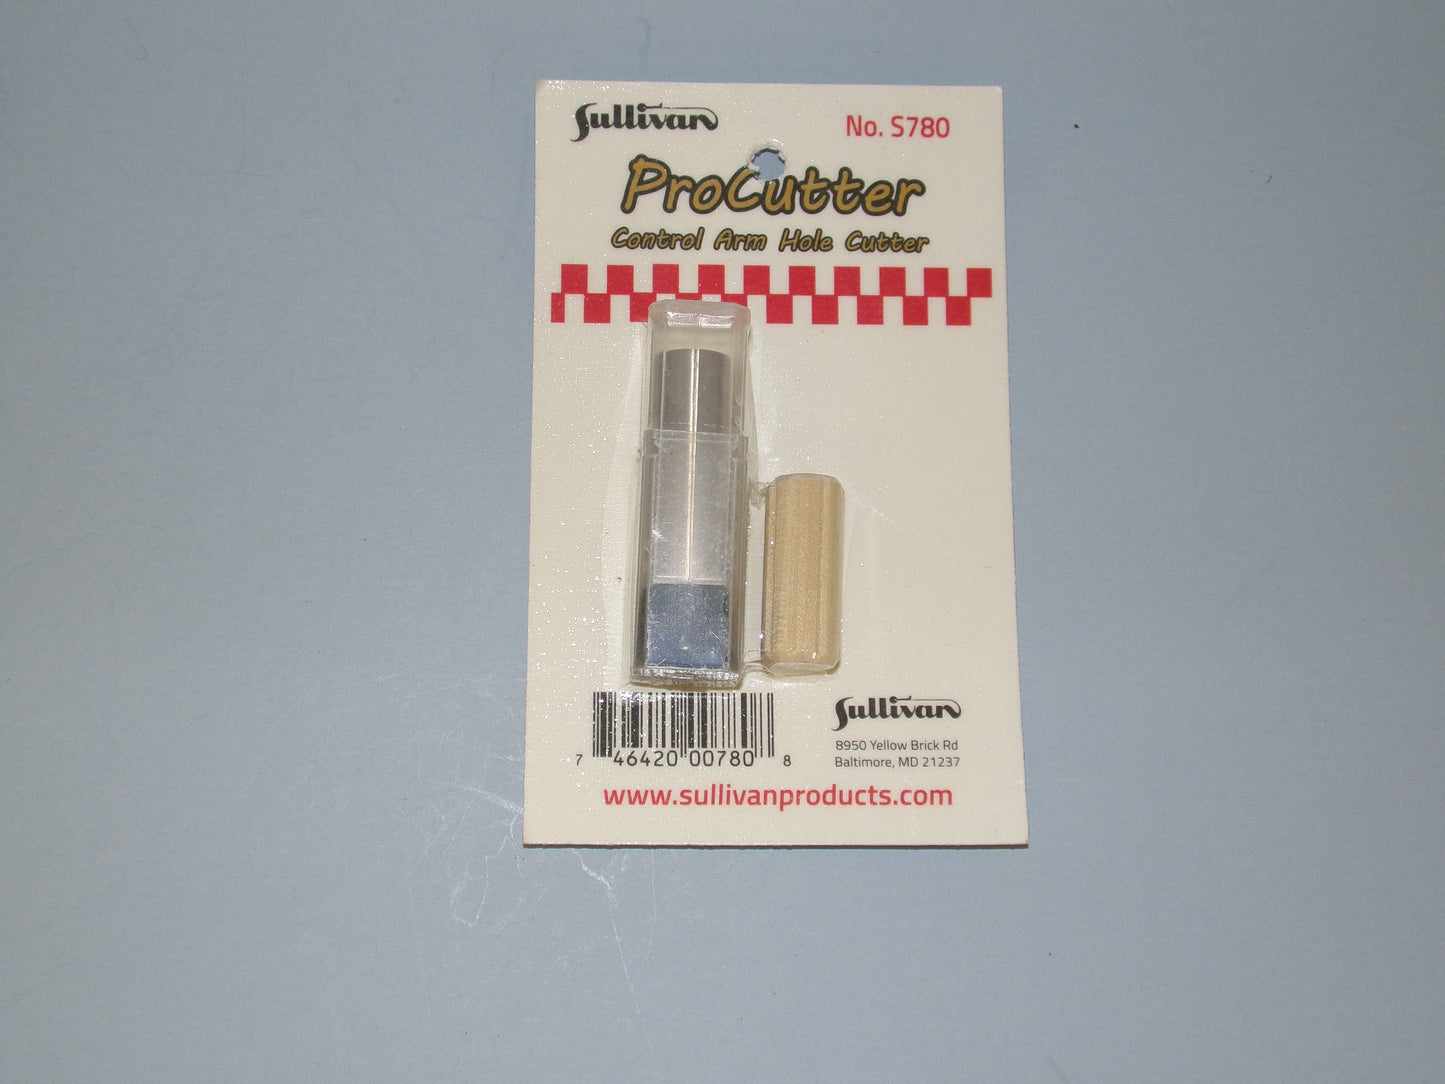 Sullivan
No. S780
ProCutter
Control Arm Hole Cutter
7 46420 00780 8
Sullivan
8950 Yellow Brick Rd
Baltimore, MD 21237
www.sullivanproducts.com